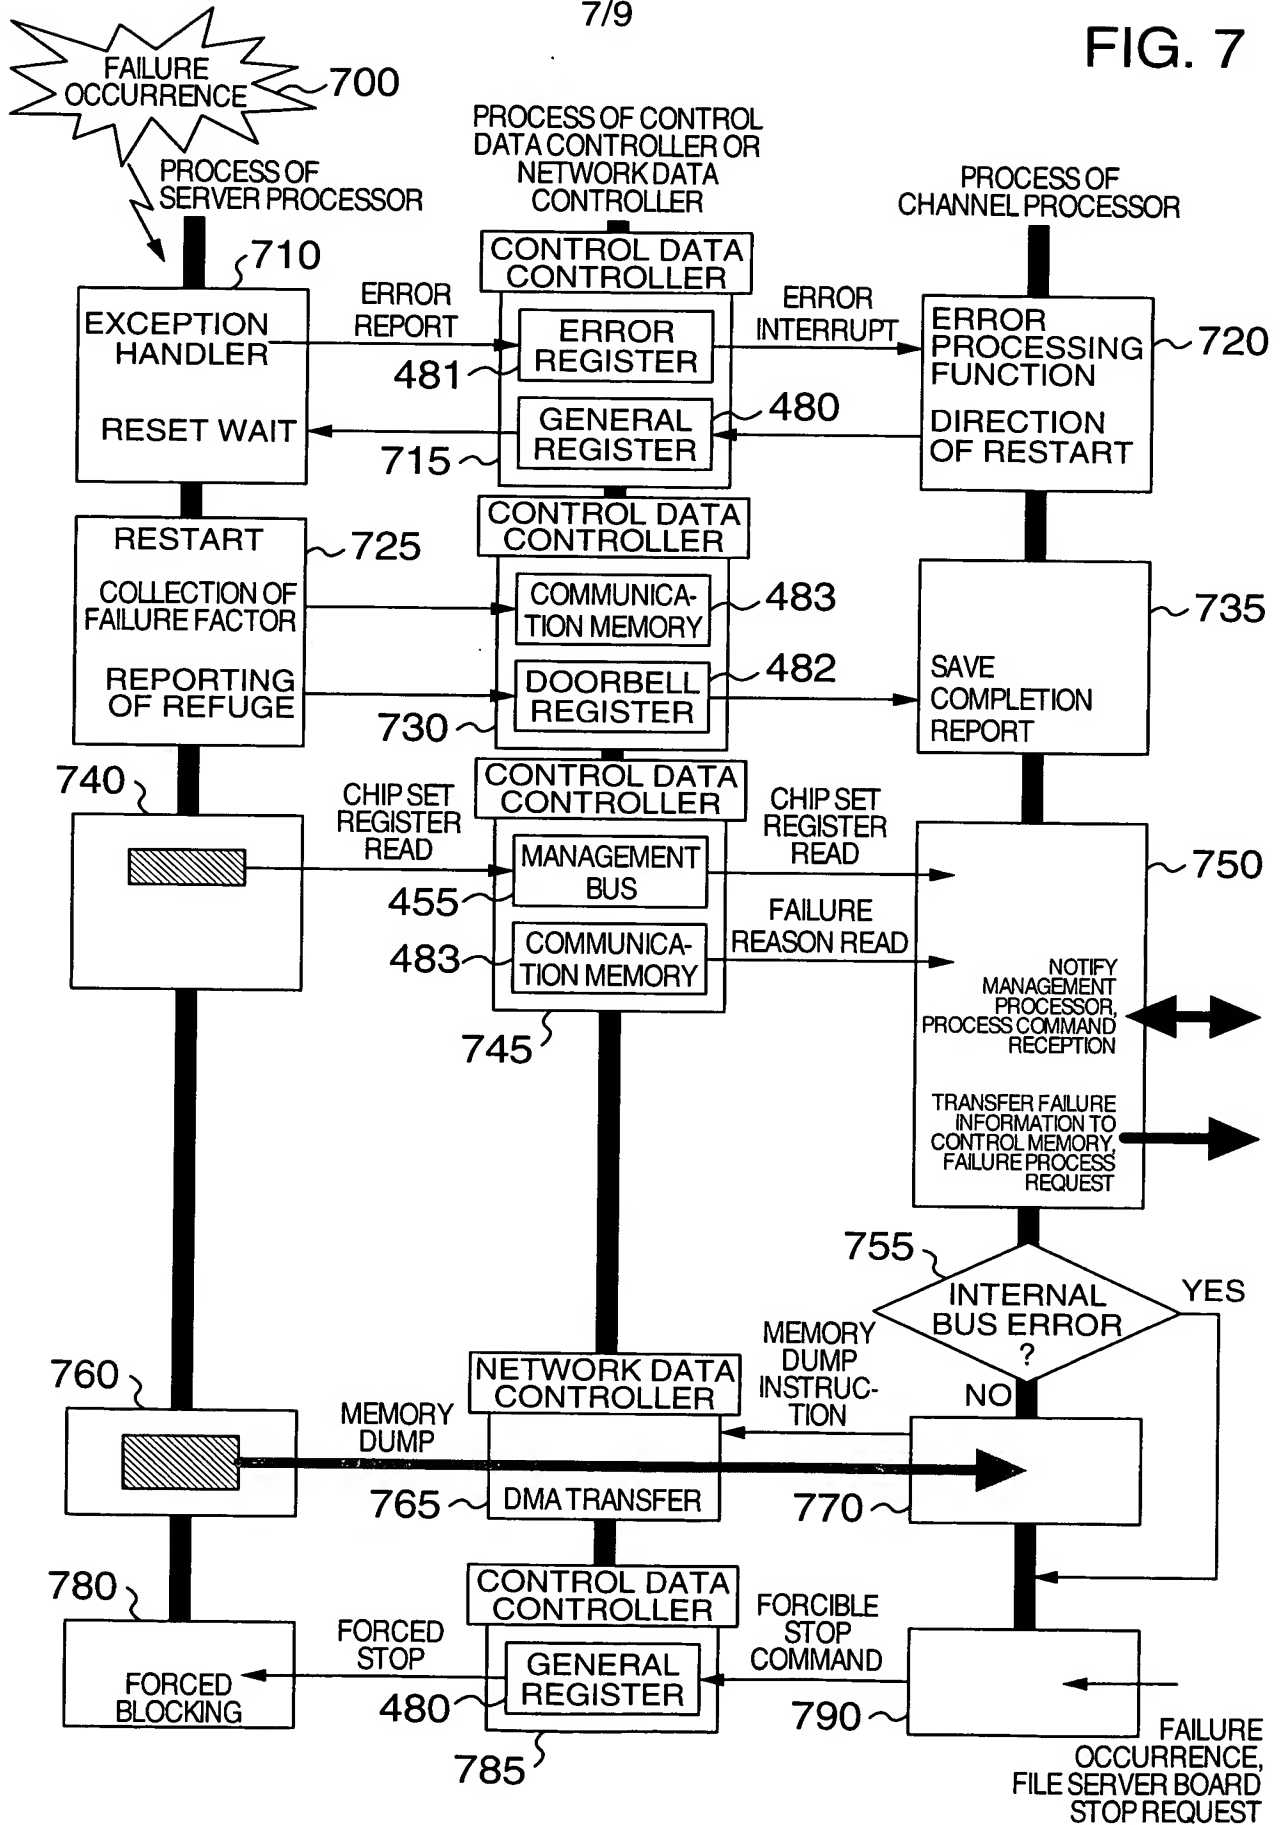 7/9
FIG. 7
FAILURE
OCCURRENCE
700
PROCESS OF
SERVER PROCESSOR
PROCESS OF CONTROL
DATA CONTROLLER OR
NETWORK DATA
CONTROLLER
PROCESS OF
CHANNEL PROCESSOR
710
EXCEPTION
HANDLER
RESET WAIT
ERROR
REPORT
CONTROL DATA
CONTROLLER
ERROR
REGISTER
481
GENERAL
REGISTER
480
715
ERROR
INTERRUPT
ERROR
PROCESSING
FUNCTION
DIRECTION
OF RESTART
720
RESTART
COLLECTION OF
FAILURE FACTOR
REPORTING
OF REFUGE
725
CONTROL DATA
CONTROLLER
COMMUNICA-
TION MEMORY
483
DOORBELL
REGISTER
482
730
SAVE
COMPLETION
REPORT
735
740
CHIP SET
REGISTER
READ
CONTROL DATA
CONTROLLER
MANAGEMENT
BUS
455
COMMUNICA-
TION MEMORY
483
745
CHIP SET
REGISTER
READ
FAILURE
REASON READ
750
NOTIFY
MANAGEMENT
PROCESSOR,
PROCESS COMMAND
RECEPTION
TRANSFER FAILURE
INFORMATION TO
CONTROL MEMORY,
FAILURE PROCESS
REQUEST
755
INTERNAL
BUS ERROR
?
YES
NO
760
MEMORY
DUMP
NETWORK DATA
CONTROLLER
DMA TRANSFER
765
MEMORY
DUMP
INSTRUC-
TION
770
780
FORCED
BLOCKING
FORCED
STOP
CONTROL DATA
CONTROLLER
GENERAL
REGISTER
480
785
FORCIBLE
STOP
COMMAND
790
FAILURE
OCCURRENCE,
FILE SERVER BOARD
STOP REQUEST